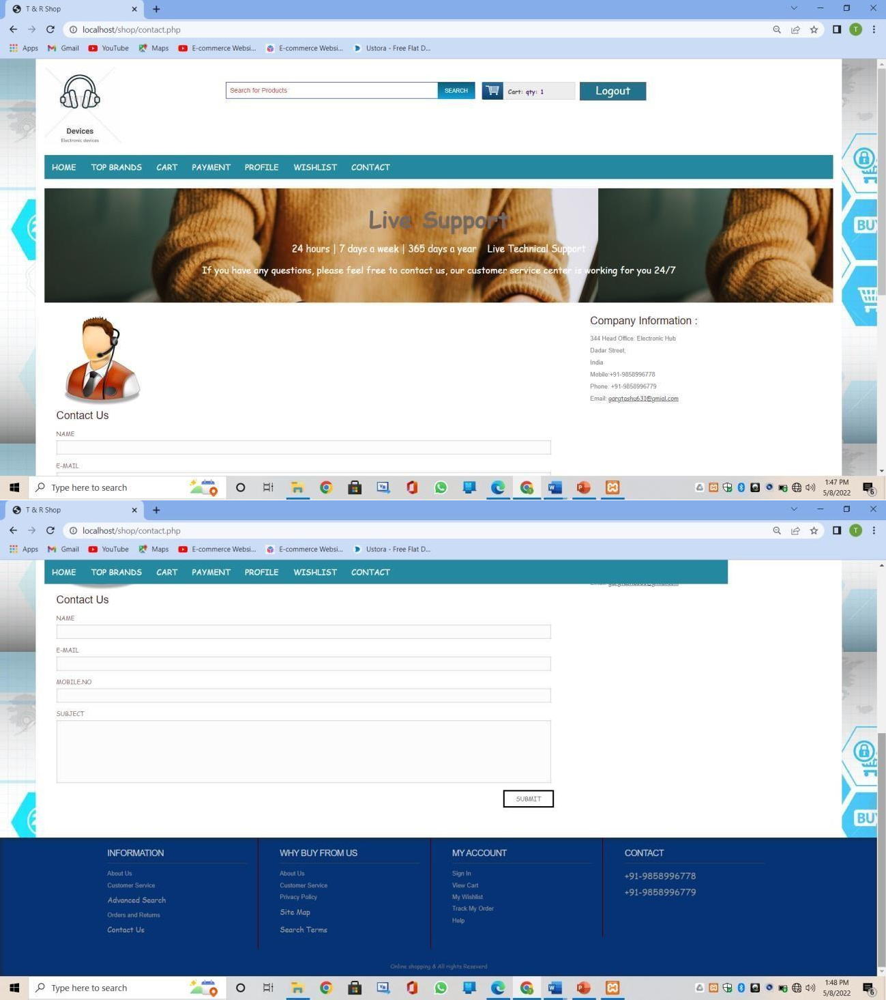 T & R Shop
localhost/shop/contact.php
T
Apps Gmail YouTube Maps E-commerce Websi... E-commerce Websi... Ustora - Free Flat D...
Search for Products SEARCH Cart: qty: 1 Logout
Devices
Electronic devices
HOME TOP BRANDS CART PAYMENT PROFILE WISHLIST CONTACT
Live Support
24 hours | 7 days a week | 365 days a year Live Technical Support
If you have any questions, please feel free to contact us, our customer service center is working for you 24/7
BUY
Company Information :
344 Head Office: Electronic Hub
Dadar Street,
India
Mobile:+91-9858996778
Phone: +91-9858996779
Email: gargtashu631@gmial.com
Contact Us
NAME
E-MAIL
Type here to search
1:47 PM
5/8/2022
6
T & R Shop
localhost/shop/contact.php
T
Apps Gmail YouTube Maps E-commerce Websi... E-commerce Websi... Ustora - Free Flat D...
HOME TOP BRANDS CART PAYMENT PROFILE WISHLIST CONTACT
Contact Us
NAME
E-MAIL
MOBILE.NO
SUBJECT
SUBMIT
BUY
INFORMATION
About Us
Customer Service
Advanced Search
Orders and Returns
Contact Us
WHY BUY FROM US
About Us
Customer Service
Privacy Policy
Site Map
Search Terms
MY ACCOUNT
Sign In
View Cart
My Wishlist
Track My Order
Help
CONTACT
+91-9858996778
+91-9858996779
Online shopping & All rights Reseverd
Type here to search
1:48 PM
5/8/2022
6